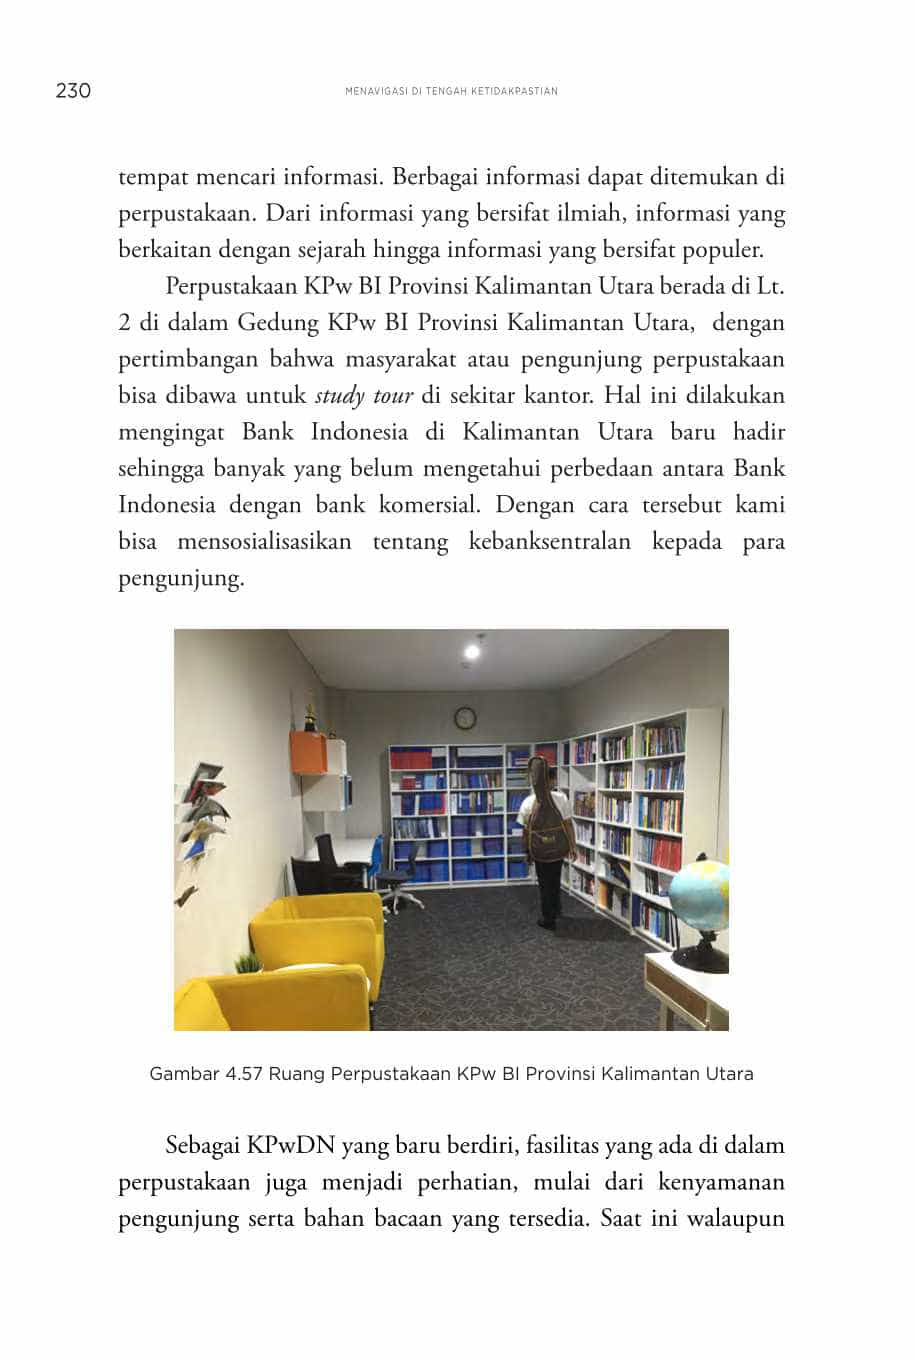 230
MENAVIGASI DI TENGAH KETIDAKPASTIAN
tempat mencari informasi. Berbagai informasi dapat ditemukan di
perpustakaan. Dari informasi yang bersifat ilmiah, informasi yang
berkaitan dengan sejarah hingga informasi yang bersifat populer.
Perpustakaan KPw BI Provinsi Kalimantan Utara berada di Lt.
2 di dalam Gedung KPw BI Provinsi Kalimantan Utara, dengan
pertimbangan bahwa masyarakat atau pengunjung perpustakaan
bisa dibawa untuk study tour di sekitar kantor. Hal ini dilakukan
mengingat Bank Indonesia di Kalimantan Utara baru hadir
sehingga banyak yang belum mengetahui perbedaan antara Bank
Indonesia dengan bank komersial. Dengan cara tersebut kami
bisa mensosialisasikan tentang kebanksentralan kepada para
pengunjung.
Gambar 4.57 Ruang Perpustakaan KPw BI Provinsi Kalimantan Utara
Sebagai KPwDN yang baru berdiri, fasilitas yang ada di dalam
perpustakaan juga menjadi perhatian, mulai dari kenyamanan
pengunjung serta bahan bacaan yang tersedia. Saat ini walaupun